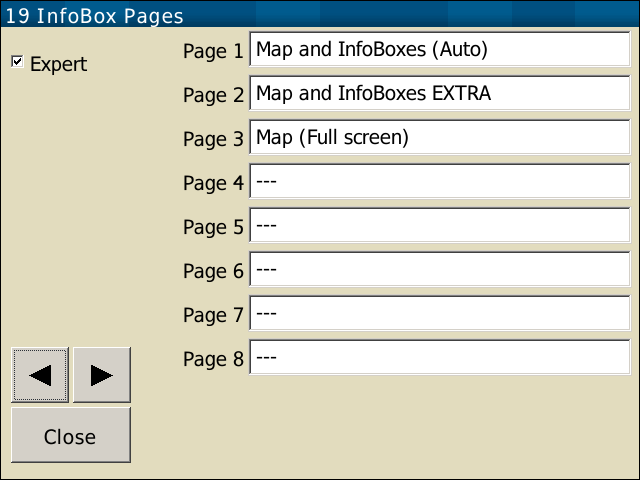 19 InfoBox Pages
Expert
Page 1 Map and InfoBoxes (Auto)
Page 2 Map and InfoBoxes EXTRA
Page 3 Map (Full screen)
Page 4 ---
Page 5 ---
Page 6 ---
Page 7 ---
Page 8 ---
Close